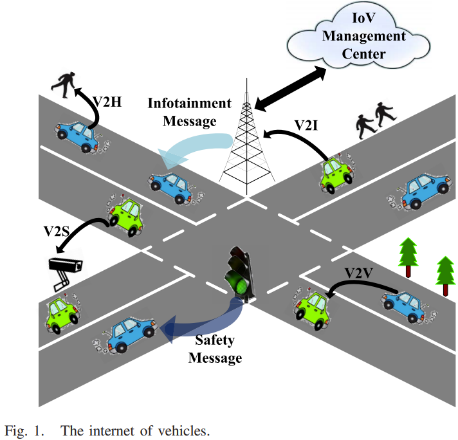 IoV
Management
Center
V2H
Infotainment
Message
V2I
V2S
V2V
Safety
Message
Fig. 1. The internet of vehicles.